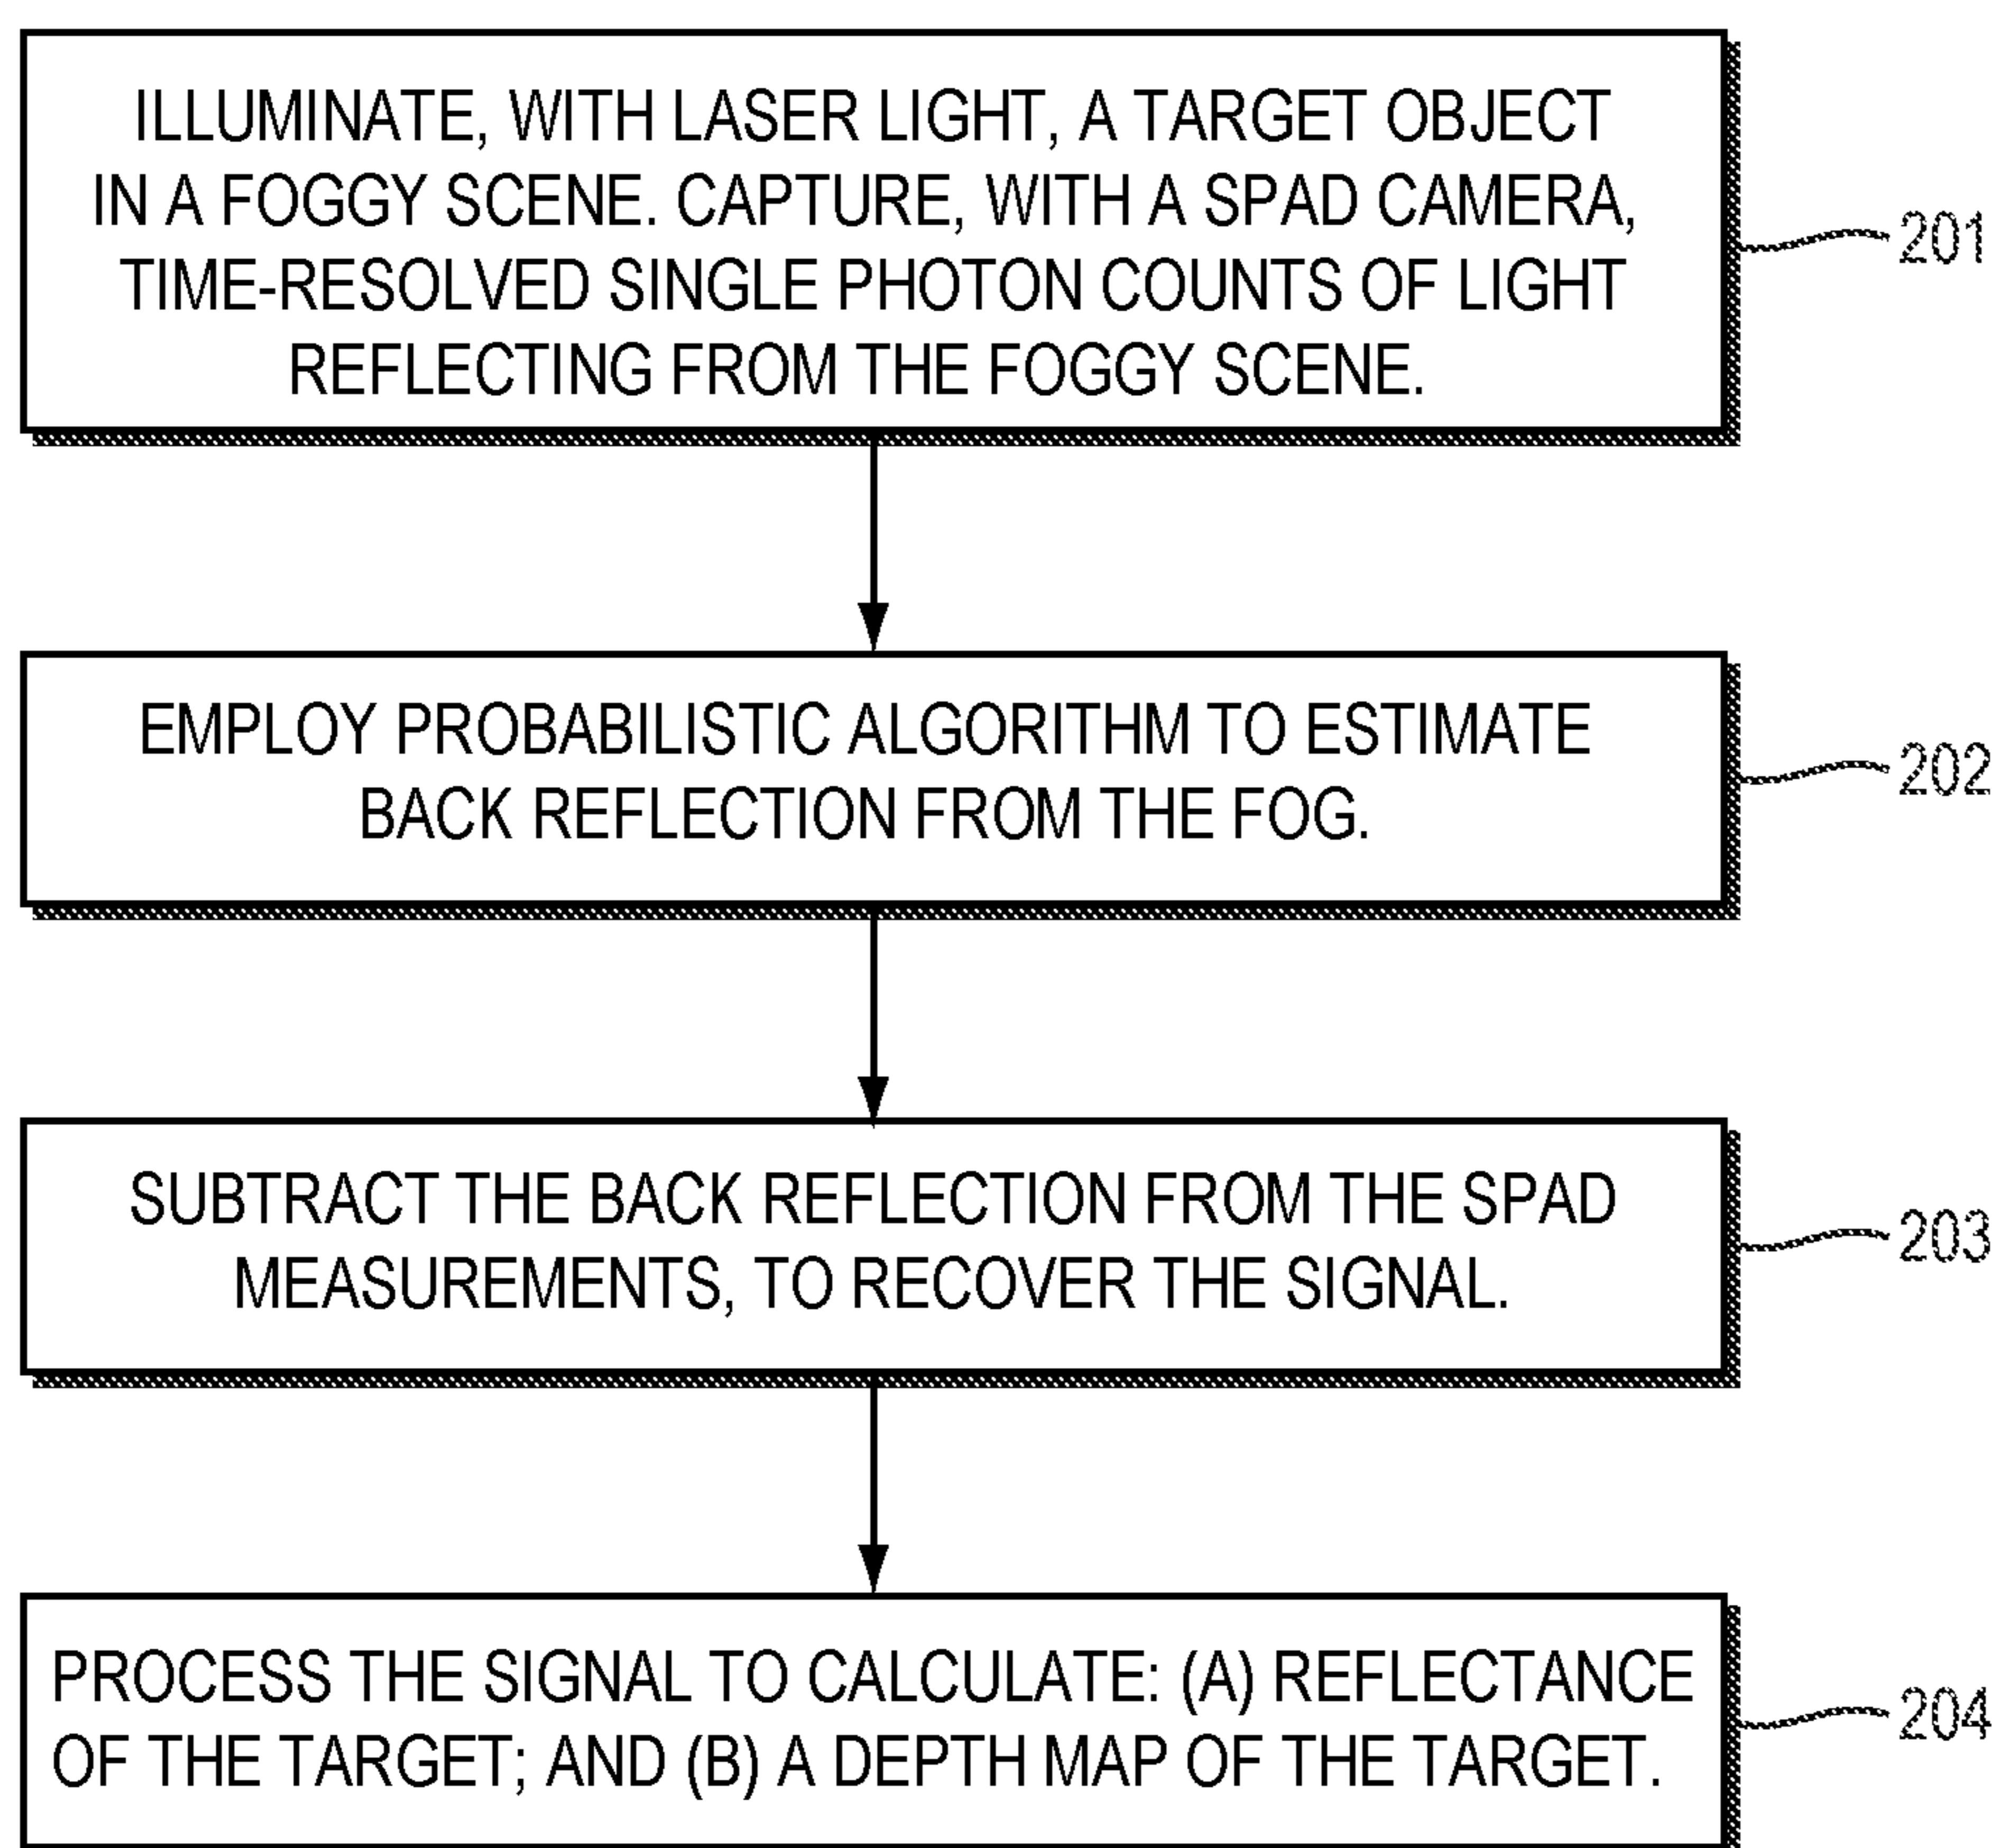 ILLUMINATE, WITH LASER LIGHT, A TARGET OBJECT
IN A FOGGY SCENE. CAPTURE, WITH A SPAD CAMERA,
TIME-RESOLVED SINGLE PHOTON COUNTS OF LIGHT
REFLECTING FROM THE FOGGY SCENE.
201
EMPLOY PROBABILISTIC ALGORITHM TO ESTIMATE
BACK REFLECTION FROM THE FOG.
202
SUBTRACT THE BACK REFLECTION FROM THE SPAD
MEASUREMENTS, TO RECOVER THE SIGNAL.
203
PROCESS THE SIGNAL TO CALCULATE: (A) REFLECTANCE
OF THE TARGET; AND (B) A DEPTH MAP OF THE TARGET.
204